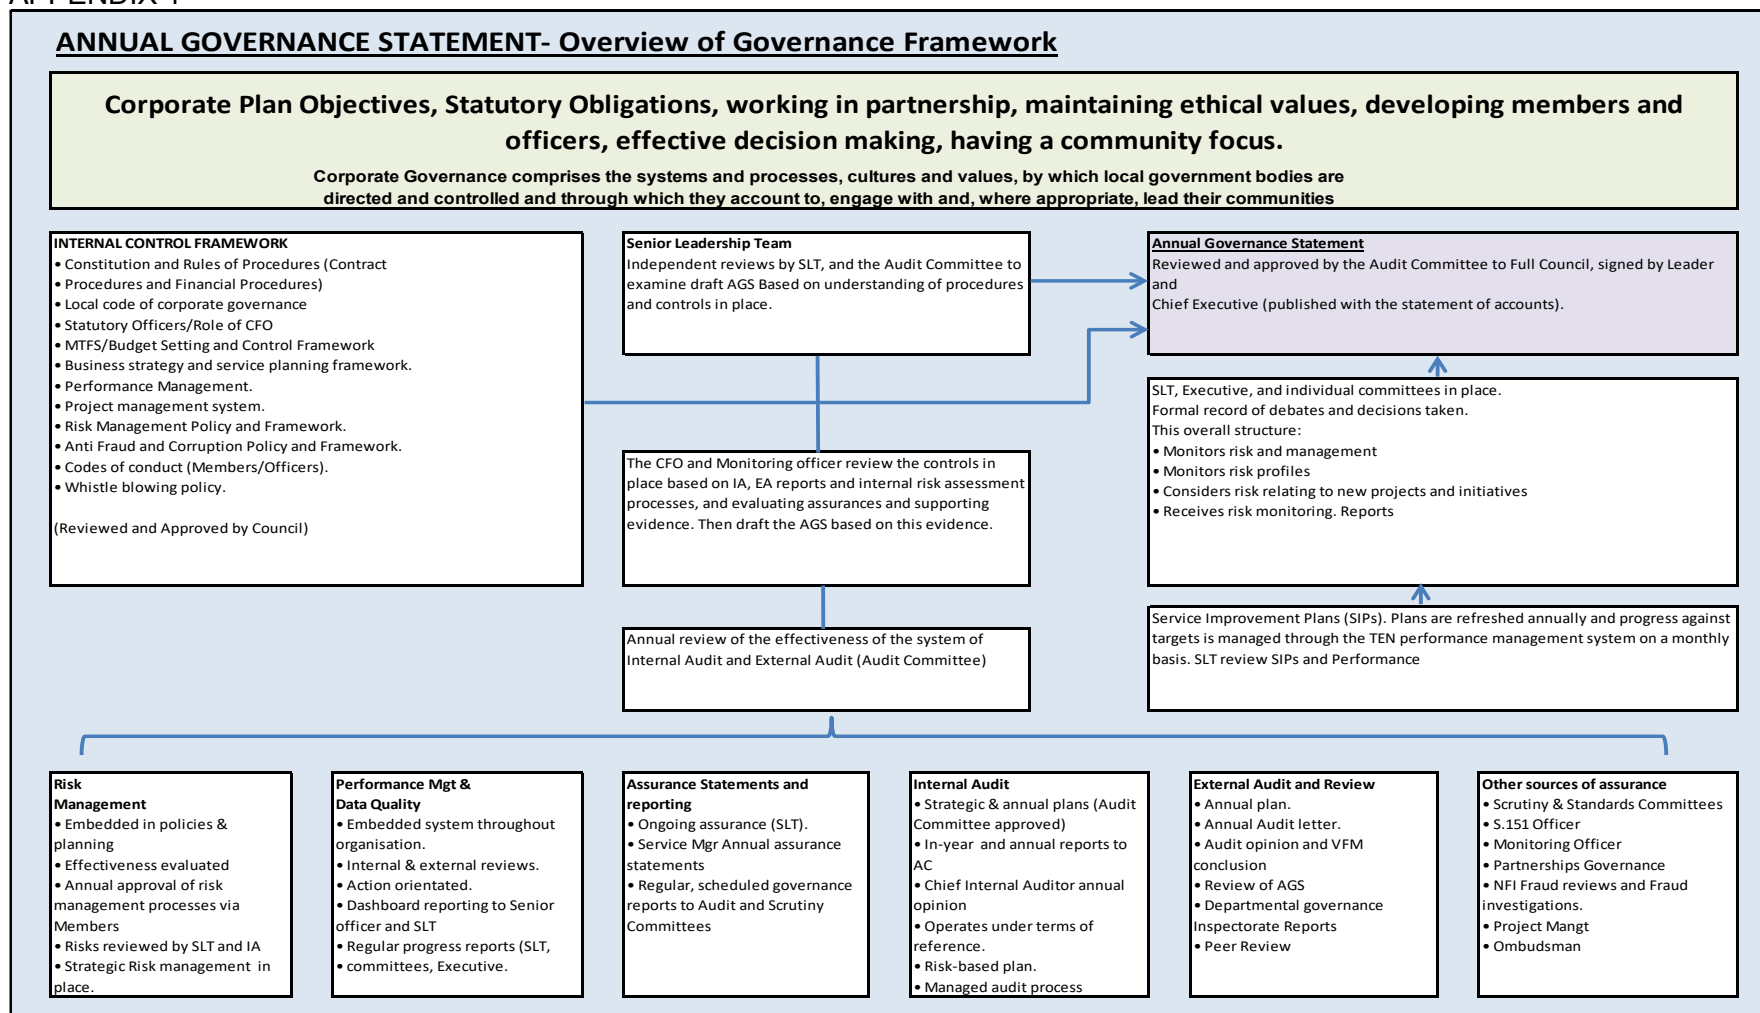 ANNUAL GOVERNANCE STATEMENT- Overview of Governance Framework
Corporate Plan Objectives, Statutory Obligations, working in partnership, maintaining ethical values, developing members and
officers, effective decision making, having a community focus.
Corporate Governance comprises the systems and processes, cultures and values, by which local government bodies are
directed and controlled and through which they account to, engage with and, where appropriate, lead their communities
INTERNAL CONTROL FRAMEWORK
• Constitution and Rules of Procedures (Contract
• Procedures and Financial Procedures)
• Local code of corporate governance
• Statutory Officers/Role of CFO
• MTFS/Budget Setting and Control Framework
• Business strategy and service planning framework.
• Performance Management.
• Project management system.
• Risk Management Policy and Framework.
• Anti Fraud and Corruption Policy and Framework.
• Codes of conduct (Members/Officers).
• Whistle blowing policy.
(Reviewed and Approved by Council)
Senior Leadership Team
Independent reviews by SLT, and the Audit Committee to
examine draft AGS Based on understanding of procedures
and controls in place.
Annual Governance Statement
Reviewed and approved by the Audit Committee to Full Council, signed by Leader
and
Chief Executive (published with the statement of accounts).
The CFO and Monitoring officer review the controls in
place based on IA, EA reports and internal risk assessment
processes, and evaluating assurances and supporting
evidence. Then draft the AGS based on this evidence.
SLT, Executive, and individual committees in place.
Formal record of debates and decisions taken.
This overall structure:
• Monitors risk and management
• Monitors risk profiles
• Considers risk relating to new projects and initiatives
• Receives risk monitoring. Reports
Annual review of the effectiveness of the system of
Internal Audit and External Audit (Audit Committee)
Service Improvement Plans (SIPs). Plans are refreshed annually and progress against
targets is managed through the TEN performance management system on a monthly
basis. SLT review SIPs and Performance
Risk
Management
• Embedded in policies &
planning
• Effectiveness evaluated
• Annual approval of risk
management processes via
Members
• Risks reviewed by SLT and IA
• Strategic Risk management in
place.
Performance Mgt &
Data Quality
• Embedded system throughout
organisation.
• Internal & external reviews.
• Action orientated.
• Dashboard reporting to Senior
officer and SLT
• Regular progress reports (SLT,
• committees, Executive.
Assurance Statements and
reporting
• Ongoing assurance (SLT).
• Service Mgr Annual assurance
statements
• Regular, scheduled governance
reports to Audit and Scrutiny
Committees
Internal Audit
• Strategic & annual plans (Audit
Committee approved)
• In-year and annual reports to
AC
• Chief Internal Auditor annual
opinion
• Operates under terms of
reference.
• Risk-based plan.
• Managed audit process
External Audit and Review
• Annual plan.
• Annual Audit letter.
• Audit opinion and VFM
conclusion
• Review of AGS
• Departmental governance
Inspectorate Reports
• Peer Review
Other sources of assurance
• Scrutiny & Standards Committees
• S.151 Officer
• Monitoring Officer
• Partnerships Governance
• NFI Fraud reviews and Fraud
investigations.
• Project Mangt
• Ombudsman